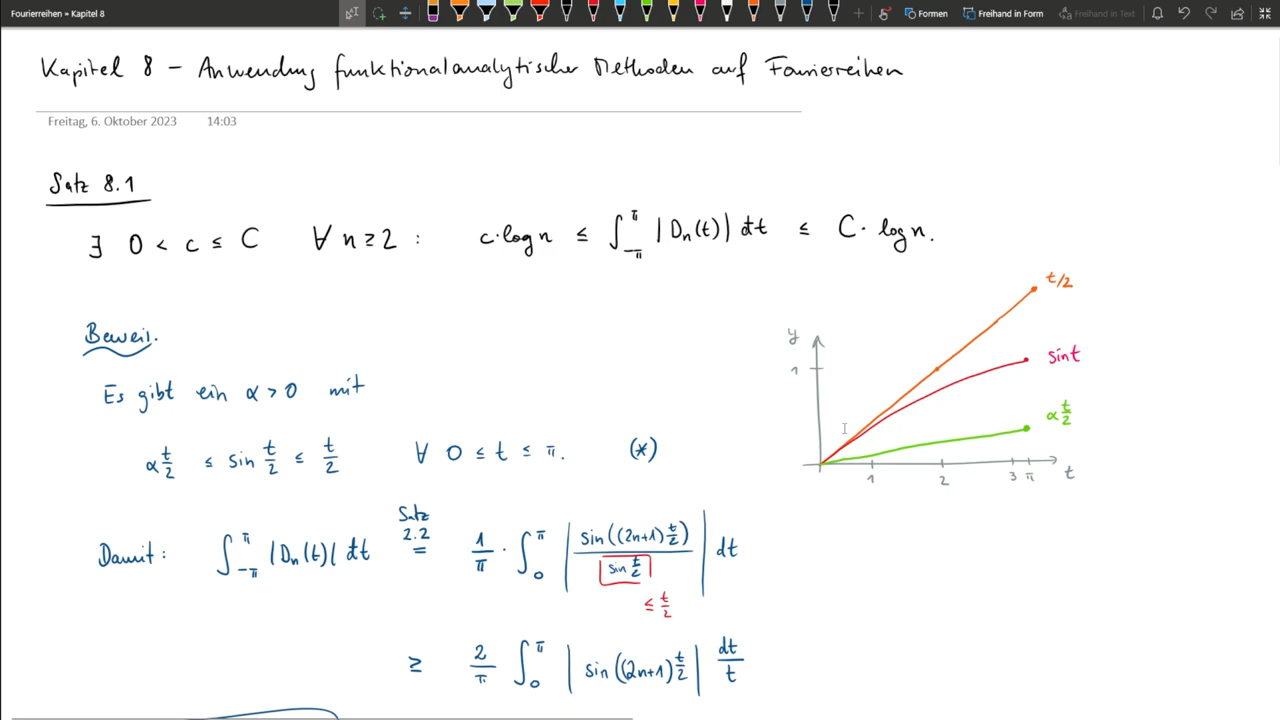 Fourierreihen » Kapitel 8
Formen
Freihand in Form
Freihand in Text
Kapitel 8 – Anwendung funktionalanalytischer Methoden auf Fourierreihen
Freitag, 6. Oktober 2023 14:03
Satz 8.1
∃ 0 < c ≤ C ∀ n ≥ 2 : c·log n ≤ ∫_{-π}^{π} |D_n(t)| dt ≤ C · log n.
Beweis.
Es gibt ein α > 0 mit
α t/2 ≤ sin t/2 ≤ t/2 ∀ 0 ≤ t ≤ π. (*)
y
1
t/2
sin t
α t/2
1 2 3 π t
Damit: ∫_{-π}^{π} |D_n(t)| dt Satz 2.2 = 1/π · ∫_0^π | sin((2n+1) t/2) / sin t/2 | dt
≤ t/2
≥ 2/π ∫_0^π | sin((2n+1) t/2 | dt/t